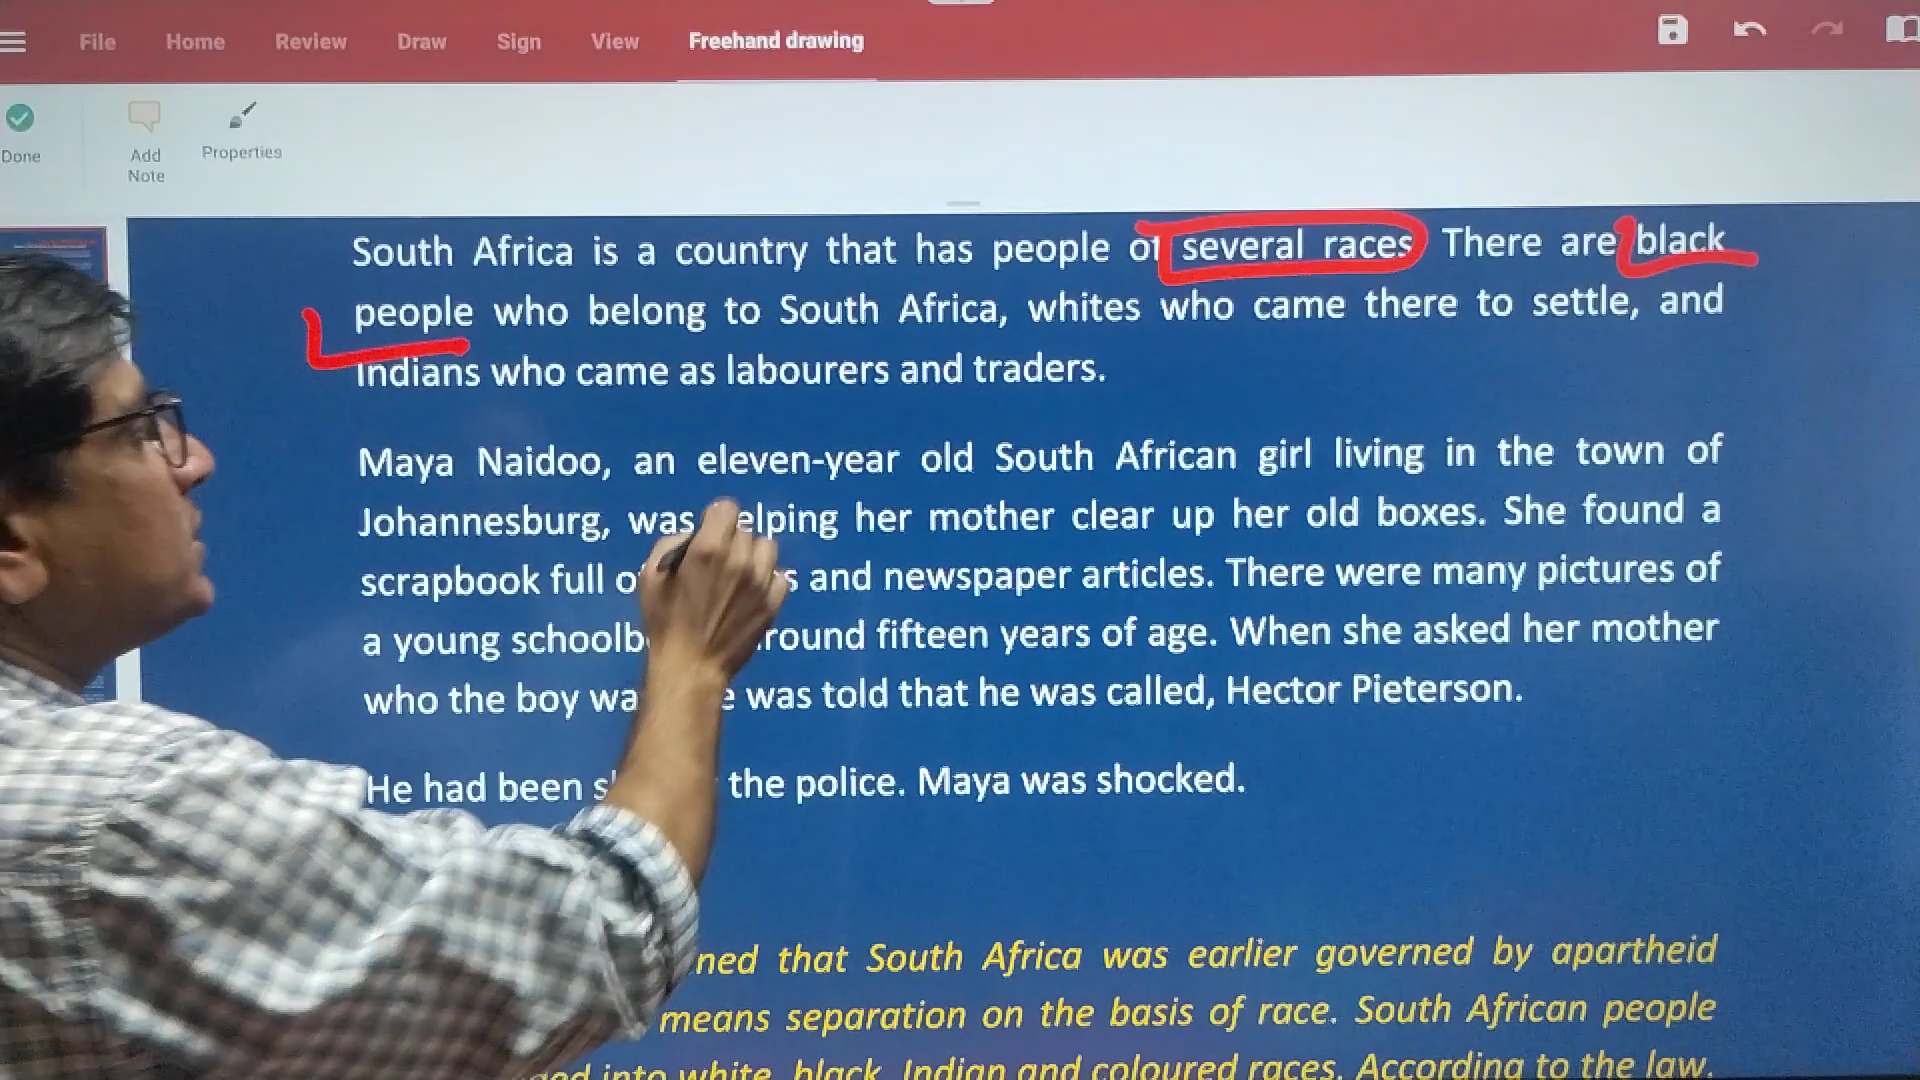 File Home Review Draw Sign View Freehand drawing
Done Add Note Properties
South Africa is a country that has people of several races There are black
people who belong to South Africa, whites who came there to settle, and
Indians who came as labourers and traders.
Maya Naidoo, an eleven-year old South African girl living in the town of
Johannesburg, was helping her mother clear up her old boxes. She found a
scrapbook full of and newspaper articles. There were many pictures of
a young around fifteen years of age. When she asked her mother
who the boy was was told that he was called, Hector Pieterson.
He had been the police. Maya was shocked.
that South Africa was earlier governed by apartheid
means separation on the basis of race. South African people
into white, black, Indian and coloured races. According to the law,